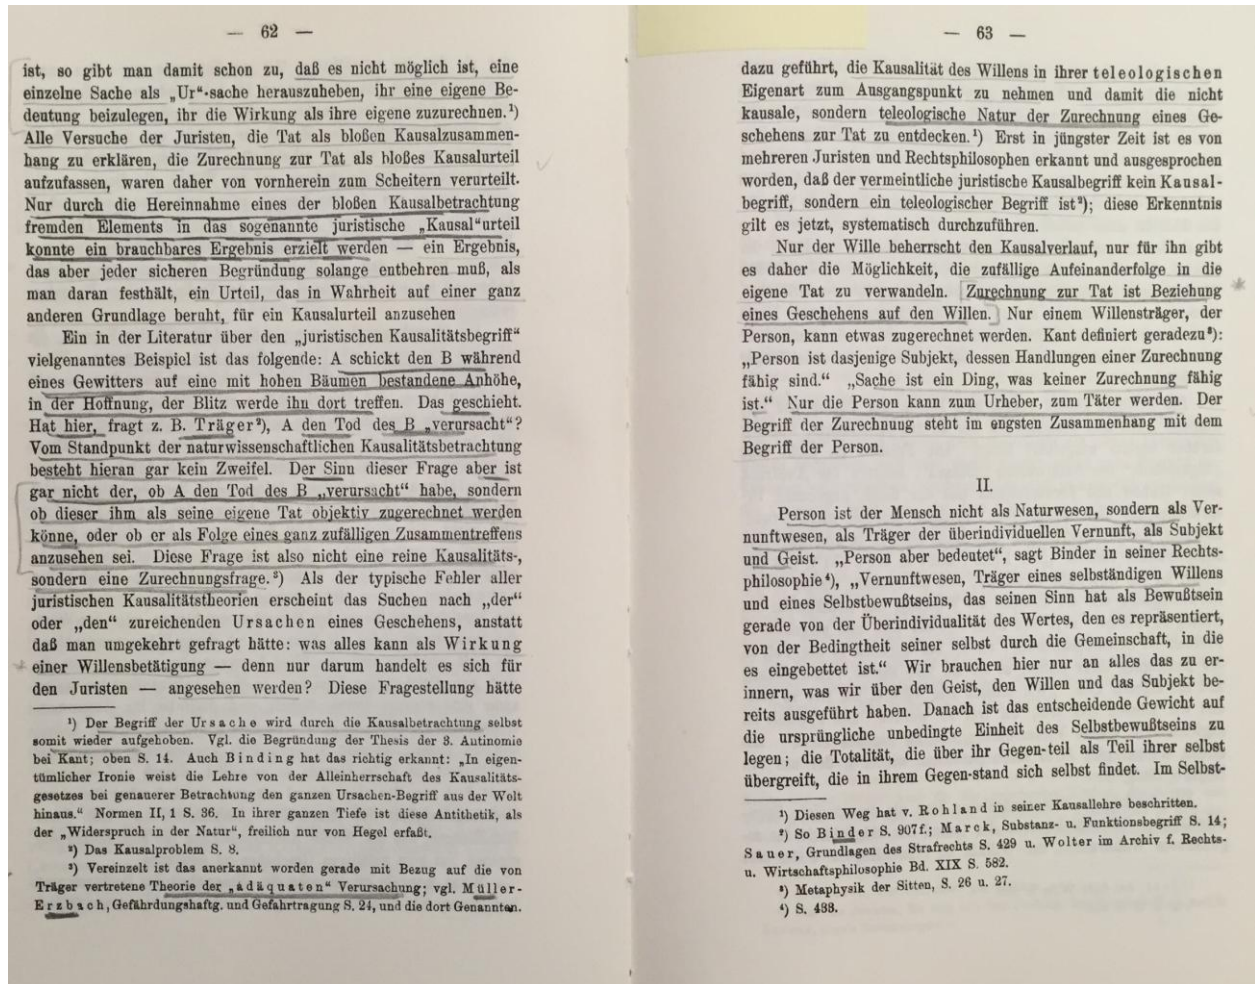 — 62 —
ist, so gibt man damit schon zu, daß es nicht möglich ist, eine
einzelne Sache als „Ur“-sache herauszuheben, ihr eine eigene Be-
deutung beizulegen, ihr die Wirkung als ihre eigene zuzurechnen.¹)
Alle Versuche der Juristen, die Tat als bloßen Kausalzusammen-
hang zu erklären, die Zurechnung zur Tat als bloßes Kausalurteil
aufzufassen, waren daher von vornherein zum Scheitern verurteilt.
Nur durch die Hereinnahme eines der bloßen Kausalbetrachtung
fremden Elements in das sogenannte juristische „Kausal“urteil
konnte ein brauchbares Ergebnis erzielt werden — ein Ergebnis,
das aber jeder sicheren Begründung solange entbehren muß, als
man daran festhält, ein Urteil, das in Wahrheit auf einer ganz
anderen Grundlage beruht, für ein Kausalurteil anzusehen
Ein in der Literatur über den „juristischen Kausalitätsbegriff“
vielgenanntes Beispiel ist das folgende: A schickt den B während
eines Gewitters auf eine mit hohen Bäumen bestandene Anhöhe,
in der Hoffnung, der Blitz werde ihn dort treffen. Das geschieht.
Hat hier, fragt z. B. Träger²), A den Tod des B „verursacht“?
Vom Standpunkt der naturwissenschaftlichen Kausalitätsbetrachtung
besteht hieran gar kein Zweifel. Der Sinn dieser Frage aber ist
gar nicht der, ob A den Tod des B „verursacht“ habe, sondern
ob dieser ihm als seine eigene Tat objektiv zugerechnet werden
könne, oder ob er als Folge eines ganz zufälligen Zusammentreffens
anzusehen sei. Diese Frage ist also nicht eine reine Kausalitäts-,
sondern eine Zurechnungsfrage.³) Als der typische Fehler aller
juristischen Kausalitätstheorien erscheint das Suchen nach „der“
oder „den“ zureichenden Ursachen eines Geschehens, anstatt
daß man umgekehrt gefragt hätte: was alles kann als Wirkung
einer Willensbetätigung — denn nur darum handelt es sich für
den Juristen — angesehen werden? Diese Fragestellung hätte
¹) Der Begriff der Ursache wird durch die Kausalbetrachtung selbst
somit wieder aufgehoben. Vgl. die Begründung der Thesis der 3. Antinomie
bei Kant; oben S. 14. Auch Binding hat das richtig erkannt: „In eigen-
tümlicher Ironie weist die Lehre von der Alleinherrschaft des Kausalitäts-
gesetzes bei genauerer Betrachtung den ganzen Ursachen-Begriff aus der Welt
hinaus.“ Normen II, 1 S. 36. In ihrer ganzen Tiefe ist diese Antithetik, als
der „Widerspruch in der Natur“, freilich nur von Hegel erfaßt.
²) Das Kausalproblem S. 8.
³) Vereinzelt ist das anerkannt worden gerade mit Bezug auf die von
Träger vertretene Theorie der „adäquaten“ Verursachung; vgl. Müller-
Erzbach, Gefährdungshaftg. und Gefahrtragung S. 24, und die dort Genannten.
— 63 —
dazu geführt, die Kausalität des Willens in ihrer teleologischen
Eigenart zum Ausgangspunkt zu nehmen und damit die nicht
kausale, sondern teleologische Natur der Zurechnung eines Ge-
schehens zur Tat zu entdecken.¹) Erst in jüngster Zeit ist es von
mehreren Juristen und Rechtsphilosophen erkannt und ausgesprochen
worden, daß der vermeintliche juristische Kausalbegriff kein Kausal-
begriff, sondern ein teleologischer Begriff ist²); diese Erkenntnis
gilt es jetzt, systematisch durchzuführen.
Nur der Wille beherrscht den Kausalverlauf, nur für ihn gibt
es daher die Möglichkeit, die zufällige Aufeinanderfolge in die
eigene Tat zu verwandeln. Zurechnung zur Tat ist Beziehung
eines Geschehens auf den Willen. Nur einem Willensträger, der
Person, kann etwas zugerechnet werden. Kant definiert geradezu³):
„Person ist dasjenige Subjekt, dessen Handlungen einer Zurechnung
fähig sind.“ „Sache ist ein Ding, was keiner Zurechnung fähig
ist.“ Nur die Person kann zum Urheber, zum Täter werden. Der
Begriff der Zurechnung steht im engsten Zusammenhang mit dem
Begriff der Person.
II.
Person ist der Mensch nicht als Naturwesen, sondern als Ver-
nunftwesen, als Träger der überindividuellen Vernunft, als Subjekt
und Geist. „Person aber bedeutet“, sagt Binder in seiner Rechts-
philosophie⁴), „Vernunftwesen, Träger eines selbständigen Willens
und eines Selbstbewußtseins, das seinen Sinn hat als Bewußtsein
gerade von der Überindividualität des Wertes, den es repräsentiert,
von der Bedingtheit seiner selbst durch die Gemeinschaft, in die
es eingebettet ist.“ Wir brauchen hier nur an alles das zu er-
innern, was wir über den Geist, den Willen und das Subjekt be-
reits ausgeführt haben. Danach ist das entscheidende Gewicht auf
die ursprüngliche unbedingte Einheit des Selbstbewußtseins zu
legen; die Totalität, die über ihr Gegen-teil als Teil ihrer selbst
übergreift, die in ihrem Gegen-stand sich selbst findet. Im Selbst-
¹) Diesen Weg hat v. Rohland in seiner Kausallehre beschritten.
²) So Binder S. 907f.; Marck, Substanz- u. Funktionsbegriff S. 14;
Sauer, Grundlagen des Strafrechts S. 429 u. Wolter im Archiv f. Rechts-
u. Wirtschaftsphilosophie Bd. XIX S. 582.
³) Metaphysik der Sitten, S. 26 u. 27.
⁴) S. 438.